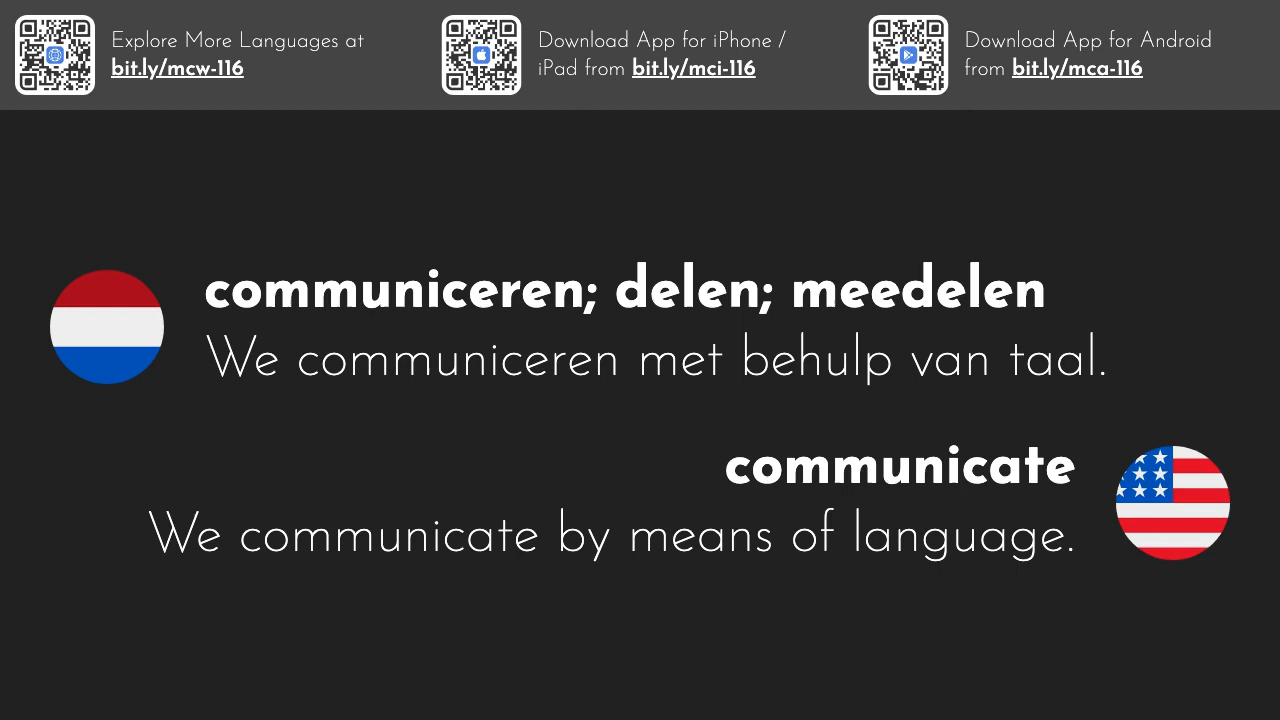 Explore More Languages at
bit.ly/mcw-116
Download App for iPhone /
iPad from bit.ly/mci-116
Download App for Android
from bit.ly/mca-116
communiceren; delen; meedelen
We communiceren met behulp van taal.
communicate
We communicate by means of language.